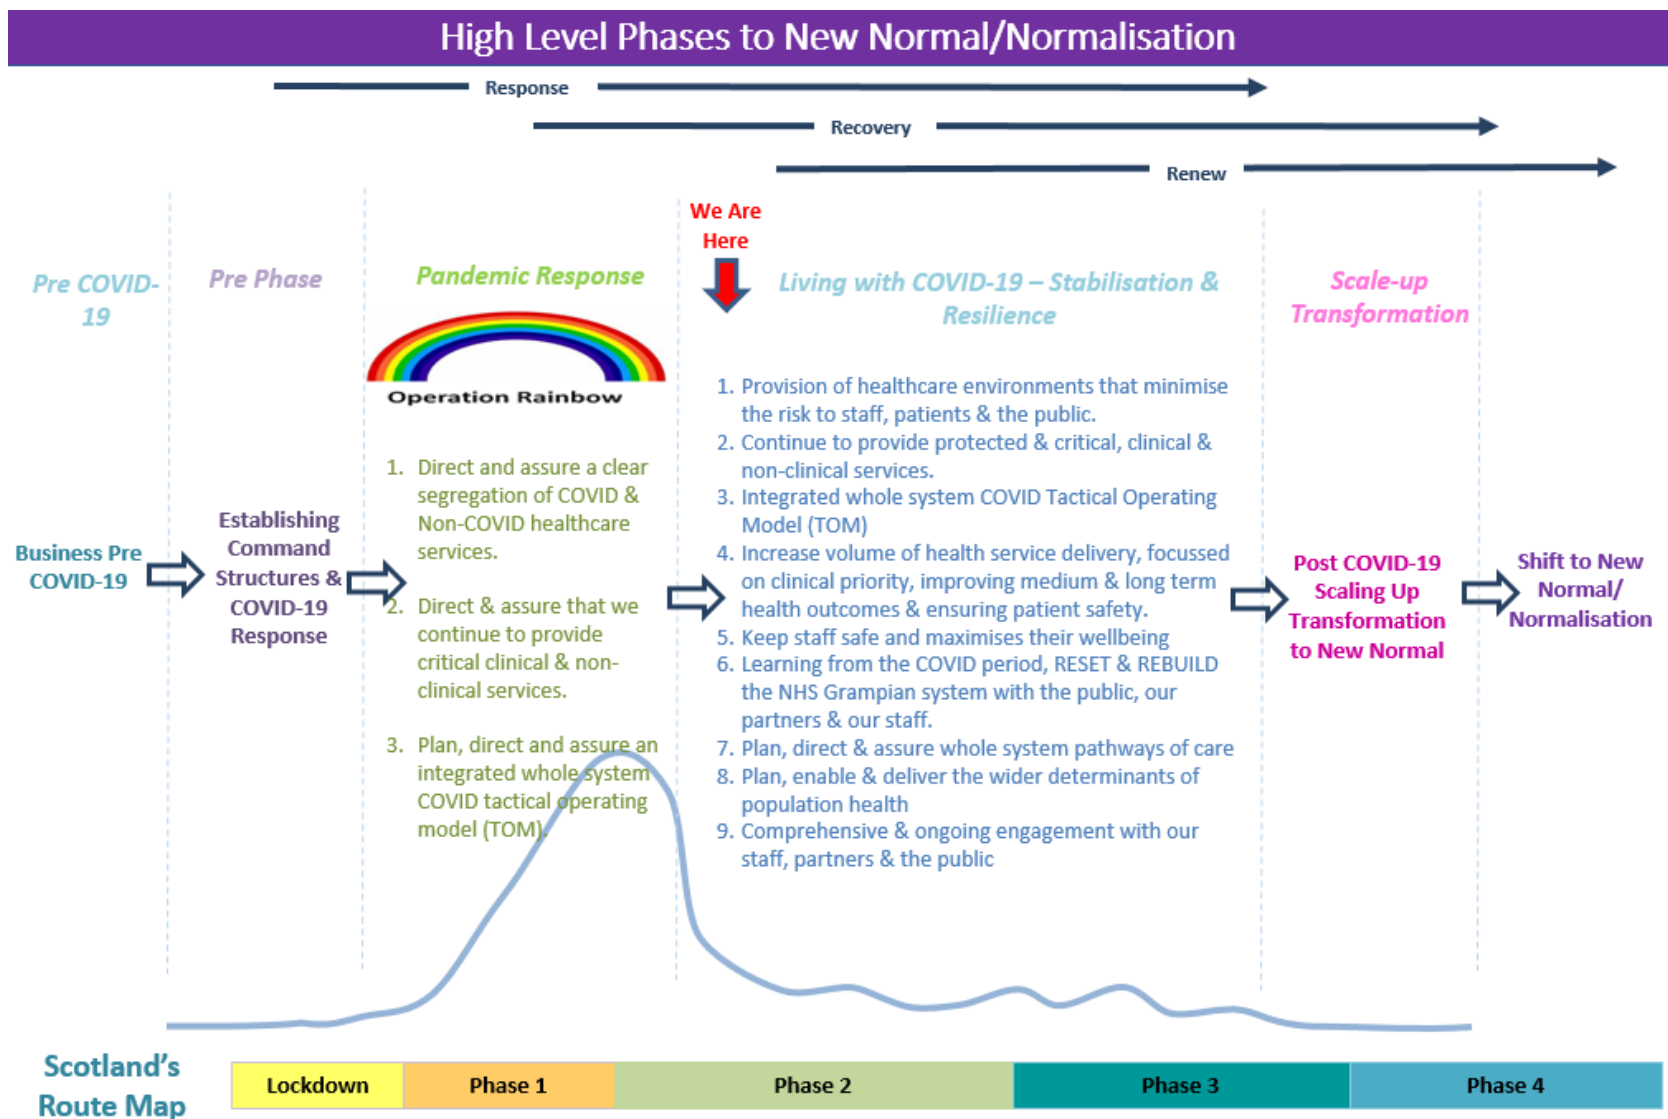 High Level Phases to New Normal/Normalisation
Response
Recovery
Renew
We Are
Here
Pre COVID-
19
Pre Phase
Pandemic Response
Living with COVID-19 – Stabilisation &
Resilience
Scale-up
Transformation
Operation Rainbow
Business Pre
COVID-19
Establishing
Command
Structures &
COVID-19
Response
1. Direct and assure a clear
segregation of COVID &
Non-COVID healthcare
services.
2. Direct & assure that we
continue to provide
critical clinical & non-
clinical services.
3. Plan, direct and assure an
integrated whole system
COVID tactical operating
model (TOM).
1. Provision of healthcare environments that minimise
the risk to staff, patients & the public.
2. Continue to provide protected & critical, clinical &
non-clinical services.
3. Integrated whole system COVID Tactical Operating
Model (TOM)
4. Increase volume of health service delivery, focussed
on clinical priority, improving medium & long term
health outcomes & ensuring patient safety.
5. Keep staff safe and maximises their wellbeing
6. Learning from the COVID period, RESET & REBUILD
the NHS Grampian system with the public, our
partners & our staff.
7. Plan, direct & assure whole system pathways of care
8. Plan, enable & deliver the wider determinants of
population health
9. Comprehensive & ongoing engagement with our
staff, partners & the public
Post COVID-19
Scaling Up
Transformation
to New Normal
Shift to New
Normal/
Normalisation
Scotland's
Route Map
Lockdown
Phase 1
Phase 2
Phase 3
Phase 4